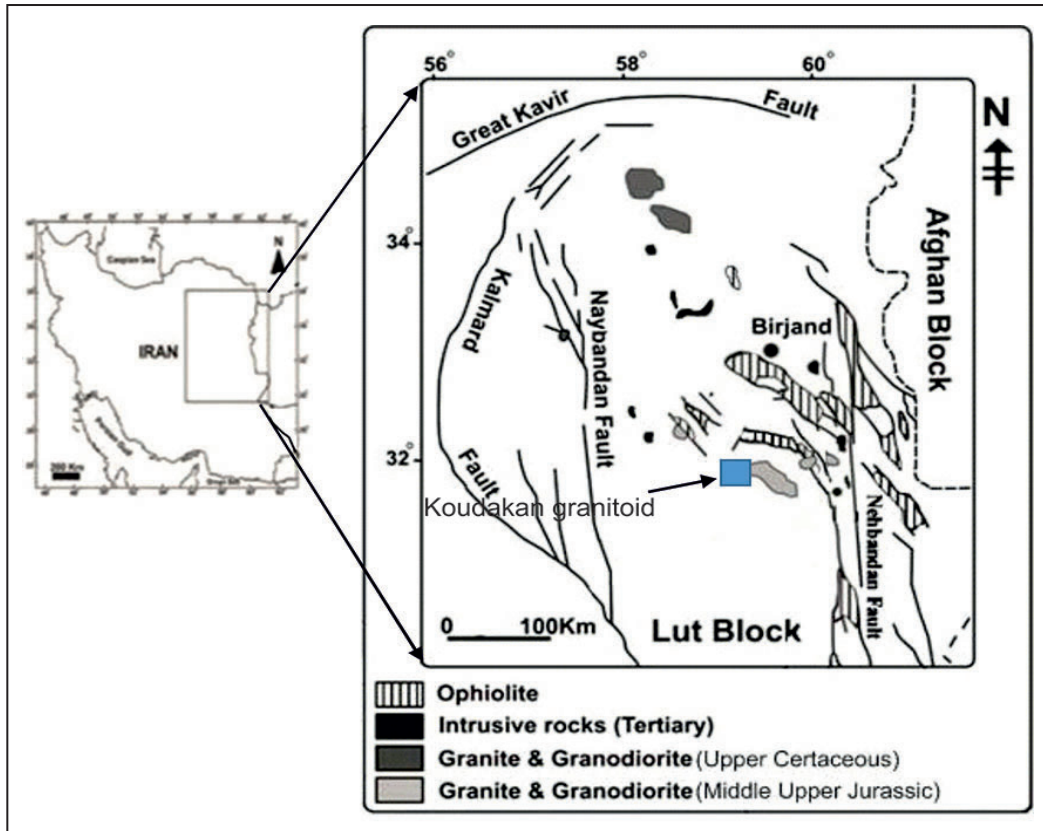 56°
58°
60°
N
Great Kavir
Fault
34°
32°
Kalmard
Fault
Naybandan Fault
Birjand
Afghan Block
Koudakan granitoid
Nehbandan Fault
0 100Km
Lut Block
Ophiolite
Intrusive rocks (Tertiary)
Granite & Granodiorite (Upper Certaceous)
Granite & Granodiorite (Middle Upper Jurassic)
N
Caspian Sea
IRAN